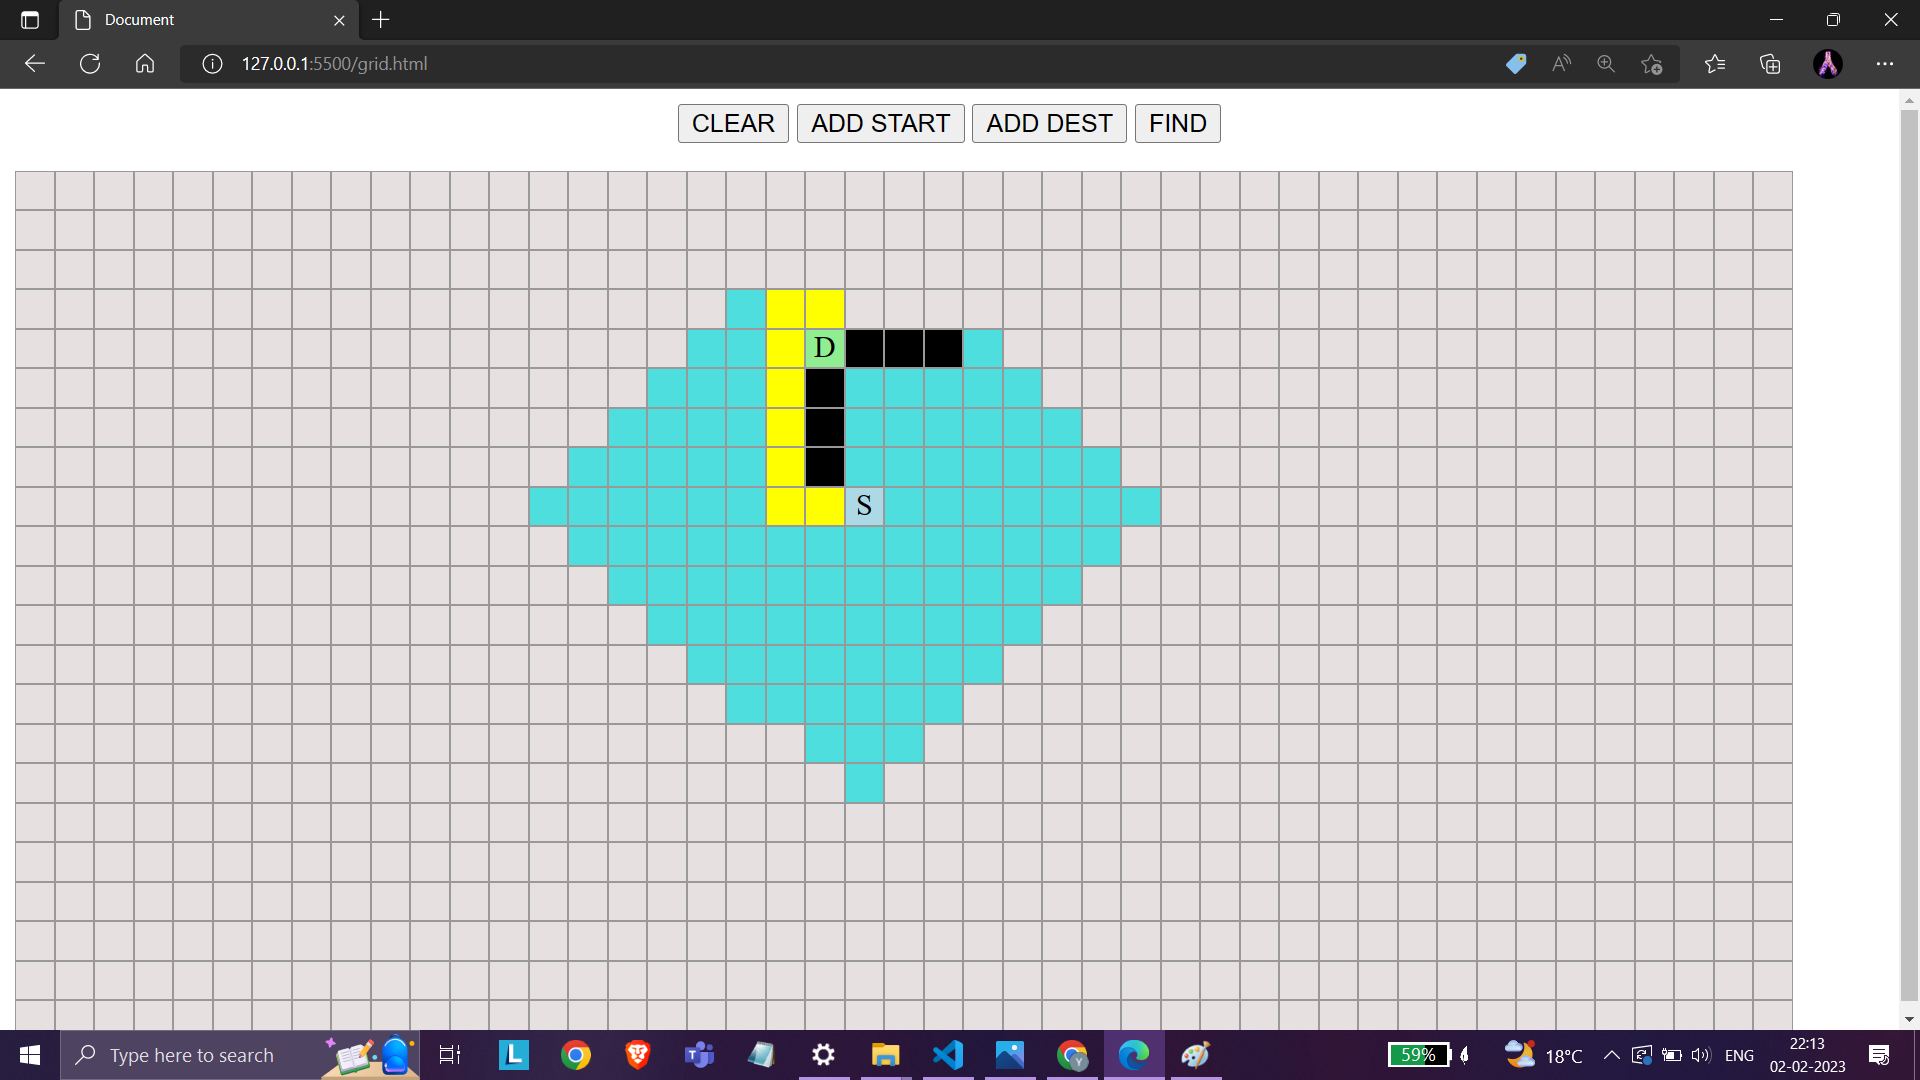 Document
127.0.0.1:5500/grid.html
CLEAR ADD START ADD DEST FIND
D
S
Type here to search
L
Y
59%
18°C
ENG
22:13
02-02-2023